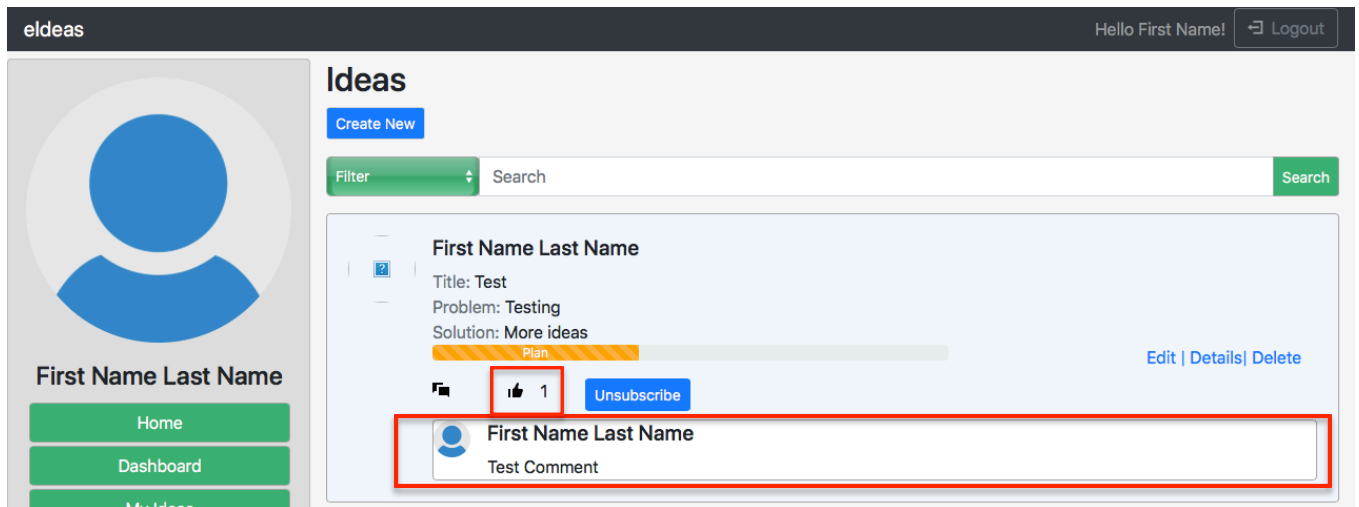 eIdeas
Hello First Name!
Logout
First Name Last Name
Home
Dashboard
My Ideas
Ideas
Create New
Filter
Search
Search
First Name Last Name
Title: Test
Problem: Testing
Solution: More ideas
Plan
Edit | Details| Delete
1
Unsubscribe
First Name Last Name
Test Comment